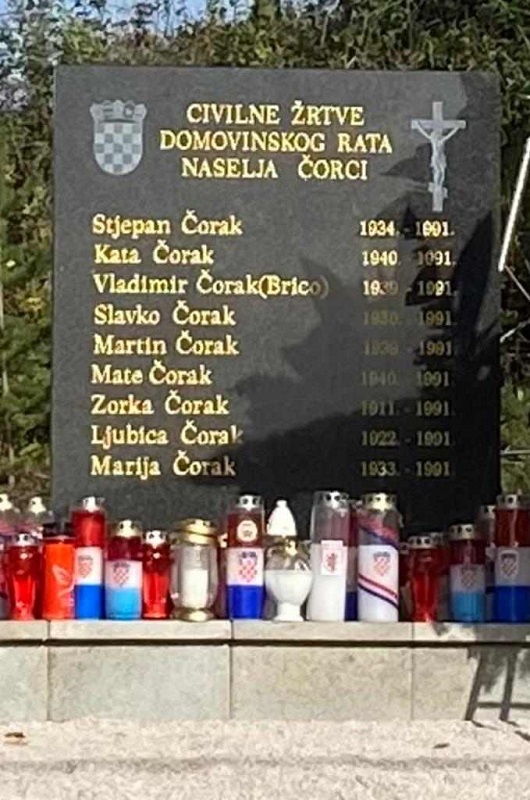 CIVILNE ŽRTVE
DOMOVINSKOG RATA
NASELJA ČORCI
Stjepan Čorak 1934. - 1991.
Kata Čorak 1940. - 1991.
Vladimir Čorak(Brico) 1939. - 1991.
Slavko Čorak 1930. - 1991.
Martin Čorak 1939. - 1991.
Mate Čorak 1940. - 1991.
Zorka Čorak 1911. - 1991.
Ljubica Čorak 1922. - 1991.
Marija Čorak 1933. - 1991.